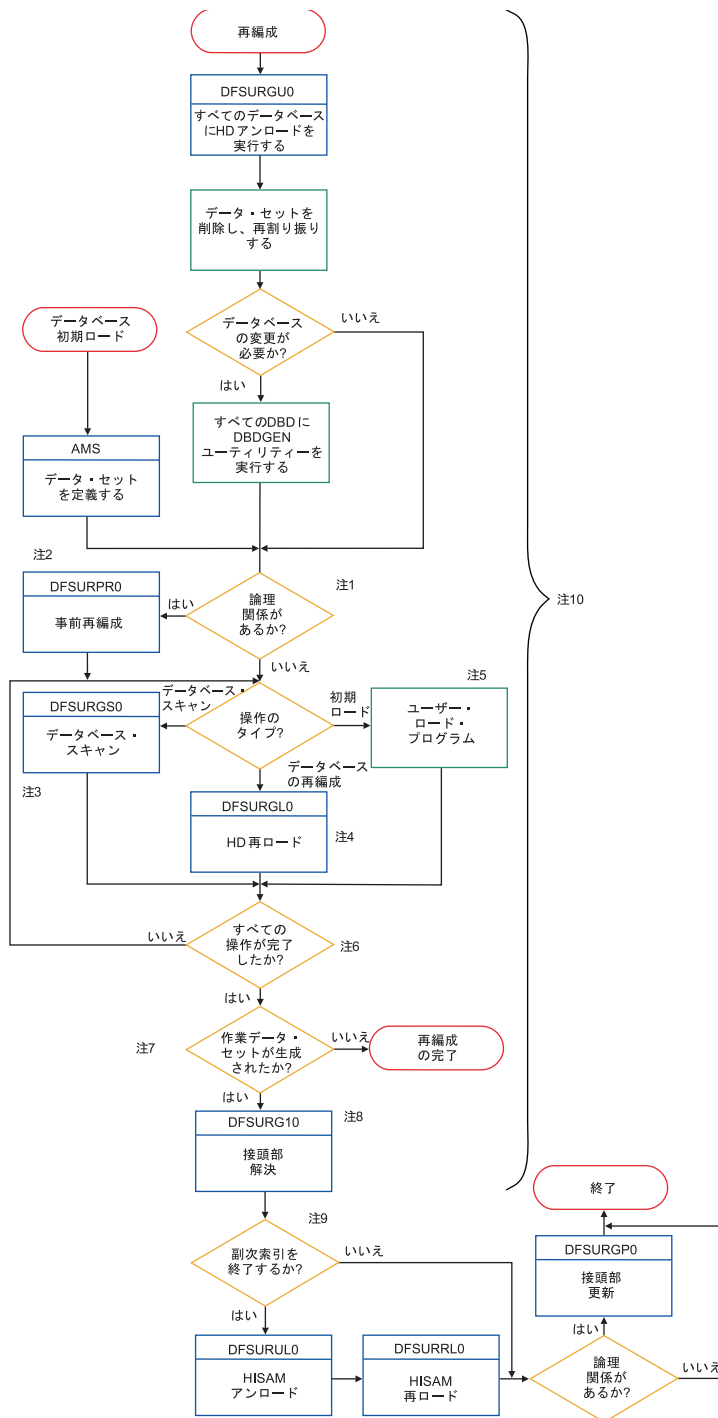 再編成
DFSURGU0
すべてのデータベース
にHDアンロードを
実行する
データ・セットを
削除し、再割り振り
する
データベース
の変更が
必要か?
いいえ
はい
データベース
初期ロード
すべてのDBDに
DBDGEN
ユーティリティーを
実行する
AMS
データ・セット
を定義する
注2
注1
DFSURPR0
事前再編成
はい
論理
関係が
あるか?
いいえ
注10
注5
データベース・
スキャン
初期
ロード
DFSURGS0
データベース・
スキャン
操作の
タイプ?
ユーザー・
ロード・
プログラム
データベース
の再編成
注3
DFSURGL0
HD再ロード
注4
いいえ
すべての
操作が完了
したか?
注6
はい
注7
作業データ・
セットが生成
されたか?
いいえ
再編成
の完了
はい
DFSURG10
接頭部
解決
注8
注9
副次索引を
終了するか?
いいえ
はい
終了
DFSURGP0
接頭部
更新
はい
DFSURUL0
HISAM
アンロード
DFSURRL0
HISAM
再ロード
論理
関係が
あるか?
いいえ